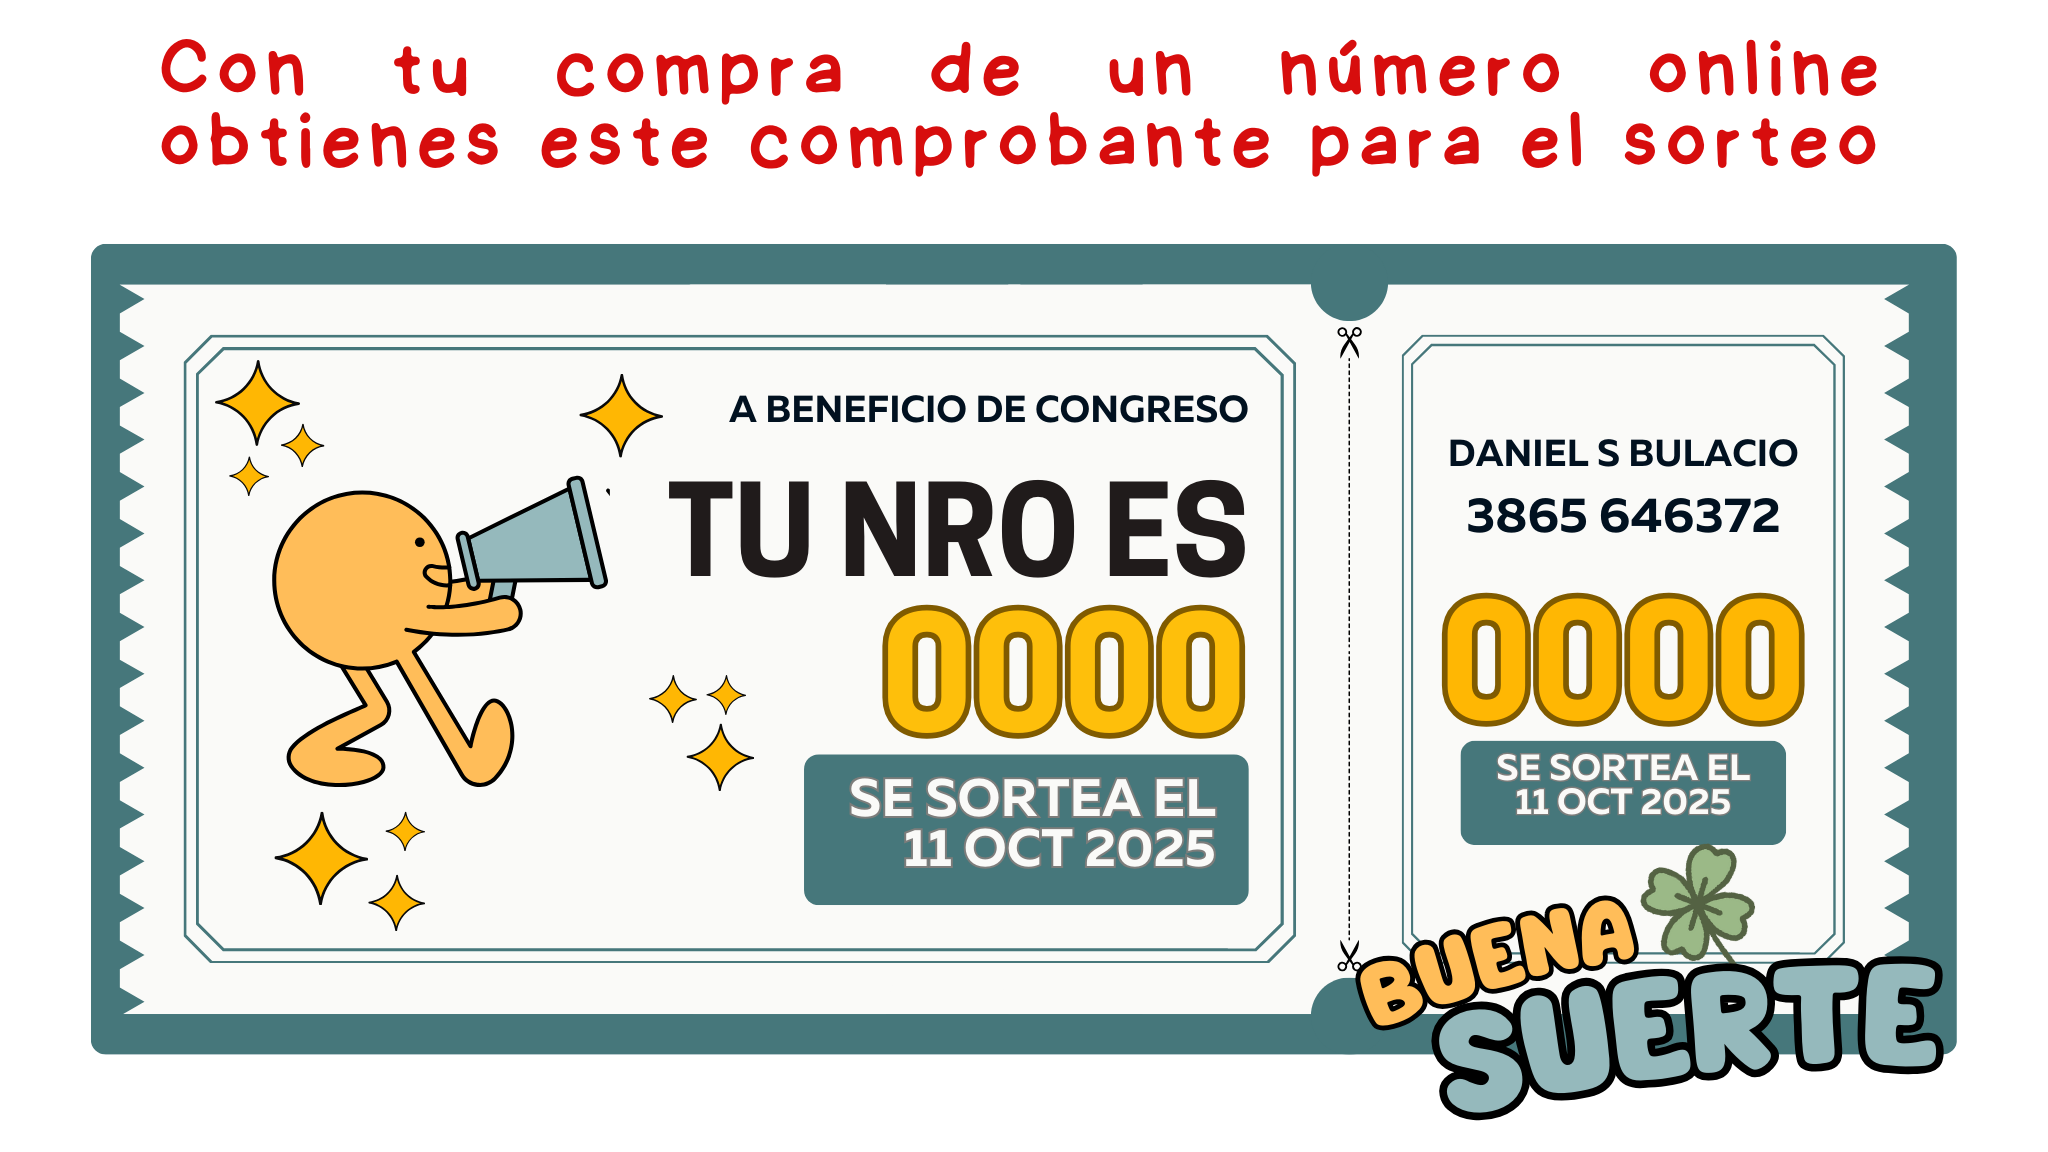 Con tu compra de un número online
obtienes este comprobante para el sorteo
A BENEFICIO DE CONGRESO
TU NRO ES
0000
SE SORTEA EL
11 OCT 2025
DANIEL S BULACIO
3865 646372
0000
SE SORTEA EL
11 OCT 2025
BUENA
SUERTE